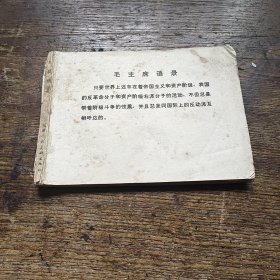 毛主席语录
只要世界上还存在着帝国主义和资产阶级，我国
的反革命分子和资产阶级右派分子的活动，不但总是
带着阶级斗争的性质，并且总是同国际上的反动派互
相呼应的。